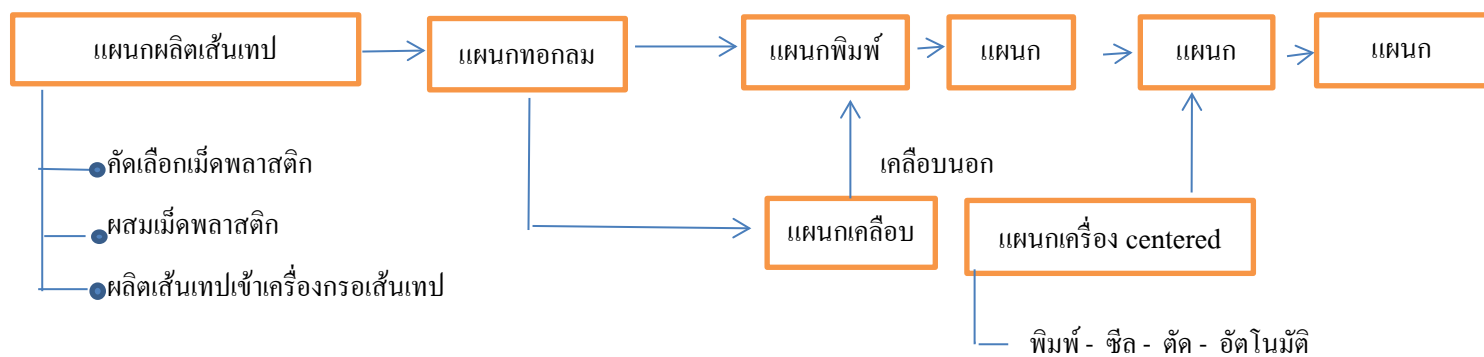 แผนกผลิตเส้นเทป
แผนกทอกลม
แผนกพิมพ์
แผนก
แผนก
แผนก
คัดเลือกเม็ดพลาสติก
ผสมเม็ดพลาสติก
ผลิตเส้นเทปเข้าเครื่องกรอเส้นเทป
เคลือบนอก
แผนกเคลือบ
แผนกเครื่อง centered
พิมพ์ - ซีล - ตัด - อัตโนมัติ